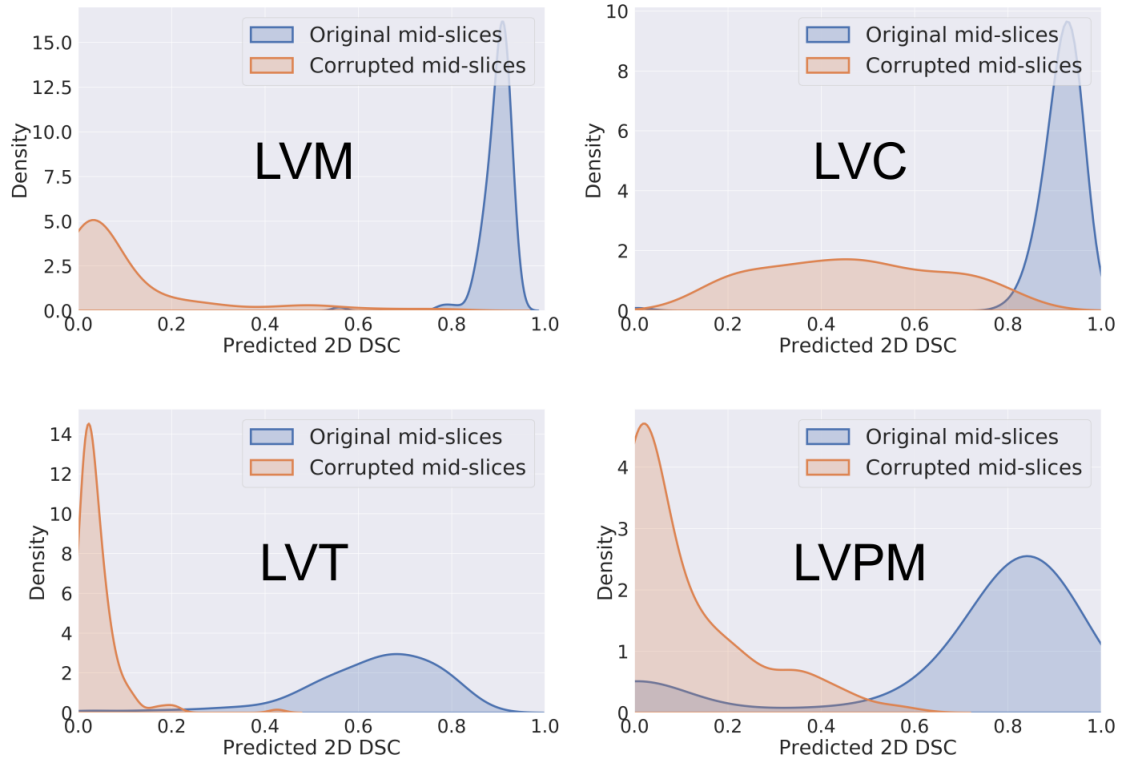 Original mid-slices
Corrupted mid-slices
LVM
15.0
12.5
10.0
7.5
5.0
2.5
0.0
Density
0.0 0.2 0.4 0.6 0.8 1.0
Predicted 2D DSC
Original mid-slices
Corrupted mid-slices
LVC
10
8
6
4
2
0
Density
0.0 0.2 0.4 0.6 0.8 1.0
Predicted 2D DSC
Original mid-slices
Corrupted mid-slices
LVT
14
12
10
8
6
4
2
0
Density
0.0 0.2 0.4 0.6 0.8 1.0
Predicted 2D DSC
Original mid-slices
Corrupted mid-slices
LVPM
4
3
2
1
0
Density
0.0 0.2 0.4 0.6 0.8 1.0
Predicted 2D DSC